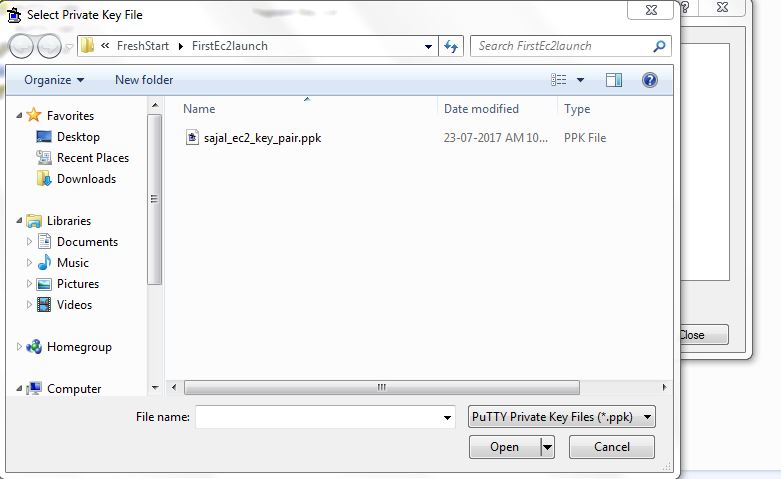 Select Private Key File
« FreshStart FirstEc2launch Search FirstEc2launch
Organize New folder
Name Date modified Type
Favorites
Desktop
Recent Places
Downloads
sajal_ec2_key_pair.ppk 23-07-2017 AM 10... PPK File
Libraries
Documents
Music
Pictures
Videos
Homegroup
Computer
Close
File name: PuTTY Private Key Files (*.ppk)
Open Cancel